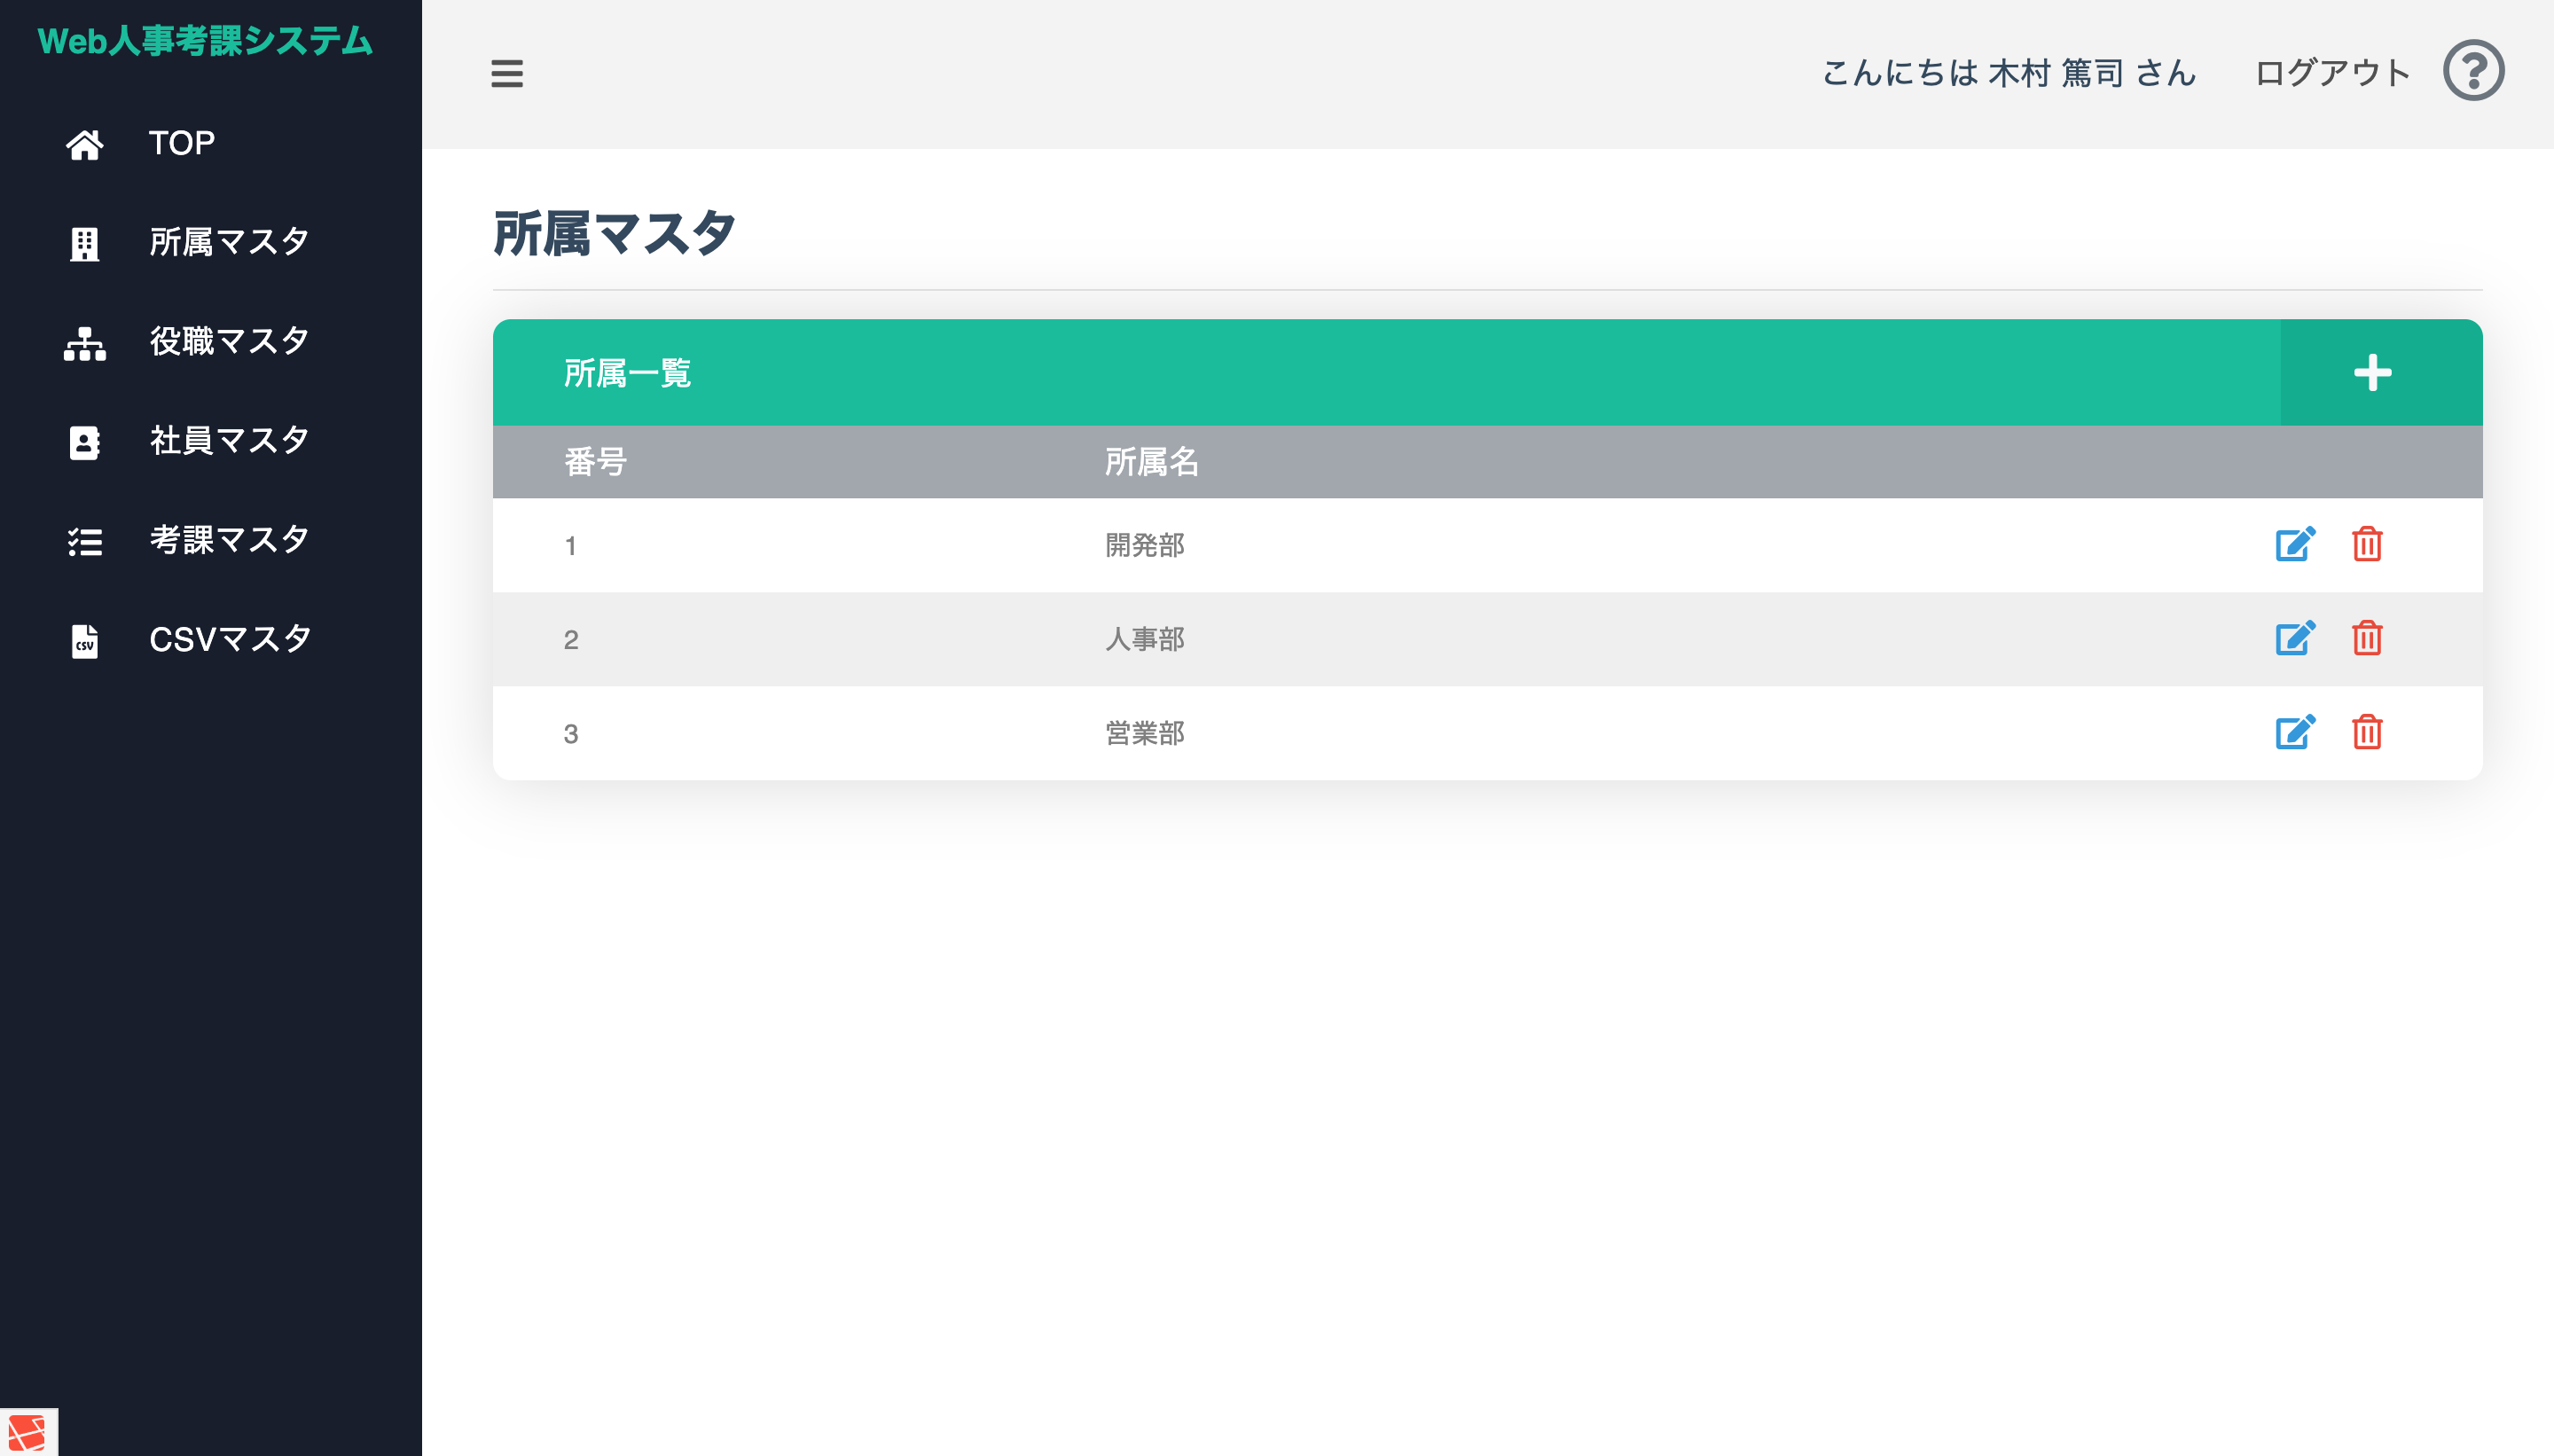 Web人事考課システム
こんにちは 木村 篤司 さん ログアウト
TOP
所属マスタ
役職マスタ
社員マスタ
考課マスタ
CSVマスタ
所属マスタ
所属一覧
番号 所属名
1 開発部
2 人事部
3 営業部